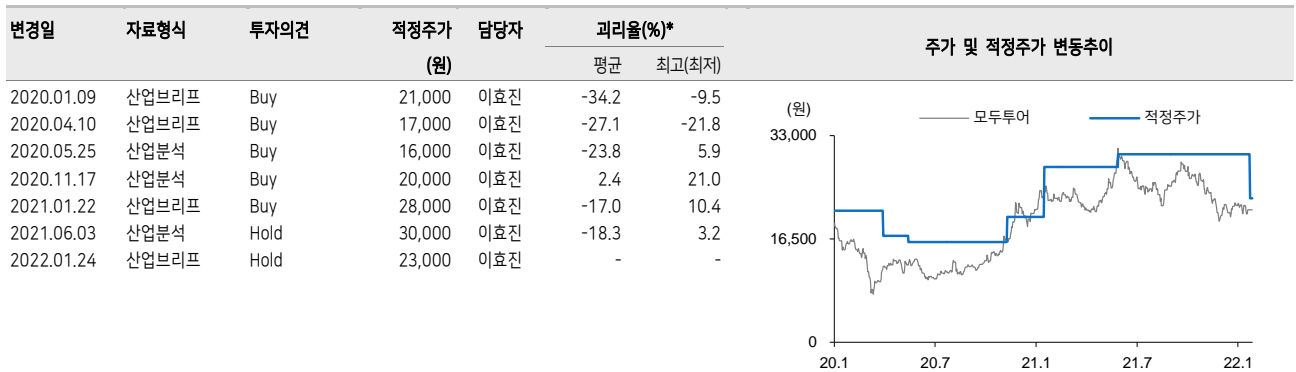 변경일 자료형식 투자의견 적정주가 담당자 괴리율(%)* 주가 및 적정주가 변동추이
(원) 평균 최고(최저)
2020.01.09 산업브리프 Buy 21,000 이효진 -34.2 -9.5
2020.04.10 산업브리프 Buy 17,000 이효진 -27.1 -21.8
2020.05.25 산업분석 Buy 16,000 이효진 -23.8 5.9
2020.11.17 산업분석 Buy 20,000 이효진 2.4 21.0
2021.01.22 산업브리프 Buy 28,000 이효진 -17.0 10.4
2021.06.03 산업분석 Hold 30,000 이효진 -18.3 3.2
2022.01.24 산업브리프 Hold 23,000 이효진 - -
(원) 모두투어 적정주가
33,000
16,500
0
20.1 20.7 21.1 21.7 22.1